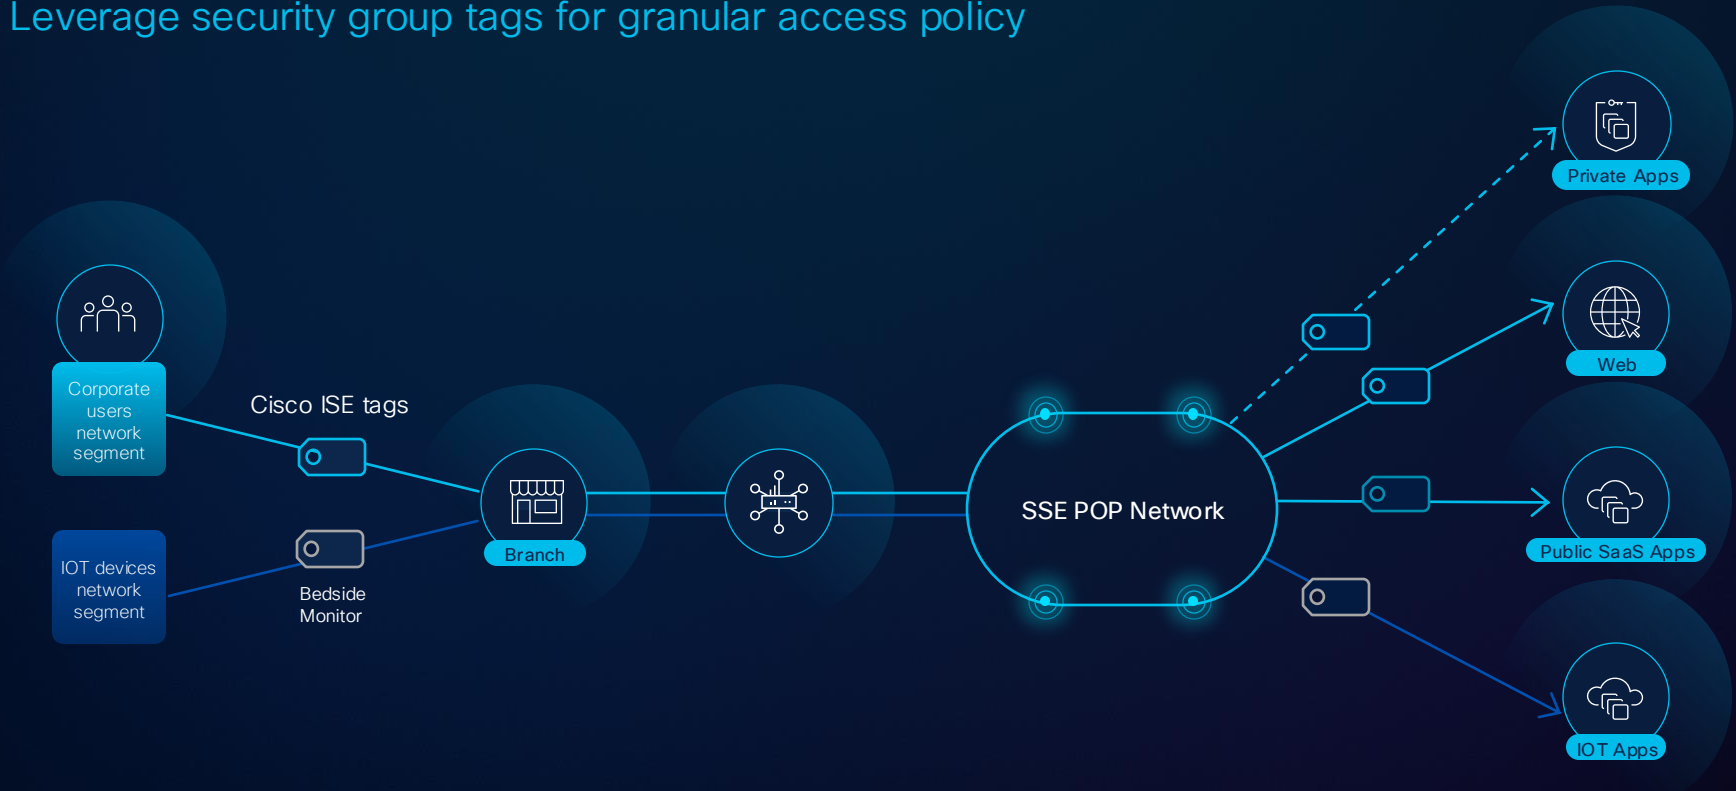 Leverage security group tags for granular access policy
Private Apps
Web
Corporate
users
network
segment
Cisco ISE tags
SSE POP Network
Branch
Public SaaS Apps
IOT devices
network
segment
Bedside
Monitor
IOT Apps